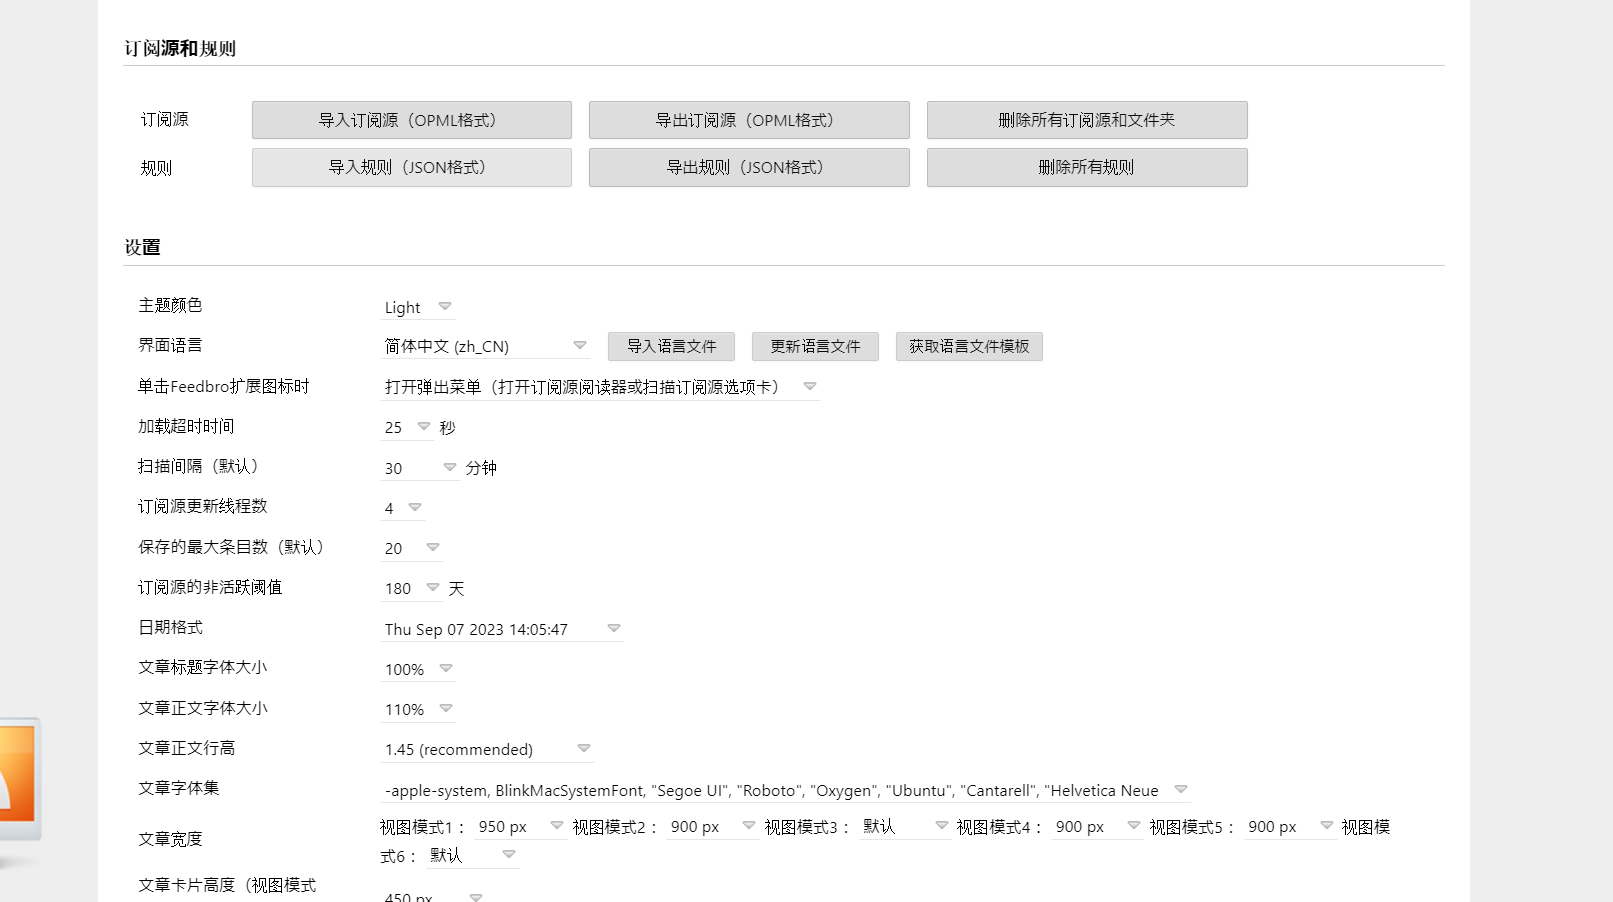 订阅源和规则
订阅源 导入订阅源（OPML格式） 导出订阅源（OPML格式） 删除所有订阅源和文件夹
规则 导入规则（JSON格式） 导出规则（JSON格式） 删除所有规则
设置
主题颜色 Light
界面语言 简体中文 (zh_CN) 导入语言文件 更新语言文件 获取语言文件模板
单击Feedbro扩展图标时 打开弹出菜单（打开订阅源阅读器或扫描订阅源选项卡）
加载超时时间 25 秒
扫描间隔（默认） 30 分钟
订阅源更新线程数 4
保存的最大条目数（默认） 20
订阅源的非活跃阈值 180 天
日期格式 Thu Sep 07 2023 14:05:47
文章标题字体大小 100%
文章正文字体大小 110%
文章正文行高 1.45 (recommended)
文章字体集 -apple-system, BlinkMacSystemFont, "Segoe UI", "Roboto", "Oxygen", "Ubuntu", "Cantarell", "Helvetica Neue
文章宽度 视图模式1： 950 px 视图模式2： 900 px 视图模式3： 默认 视图模式4： 900 px 视图模式5： 900 px 视图模
式6： 默认
文章卡片高度（视图模式 450 px